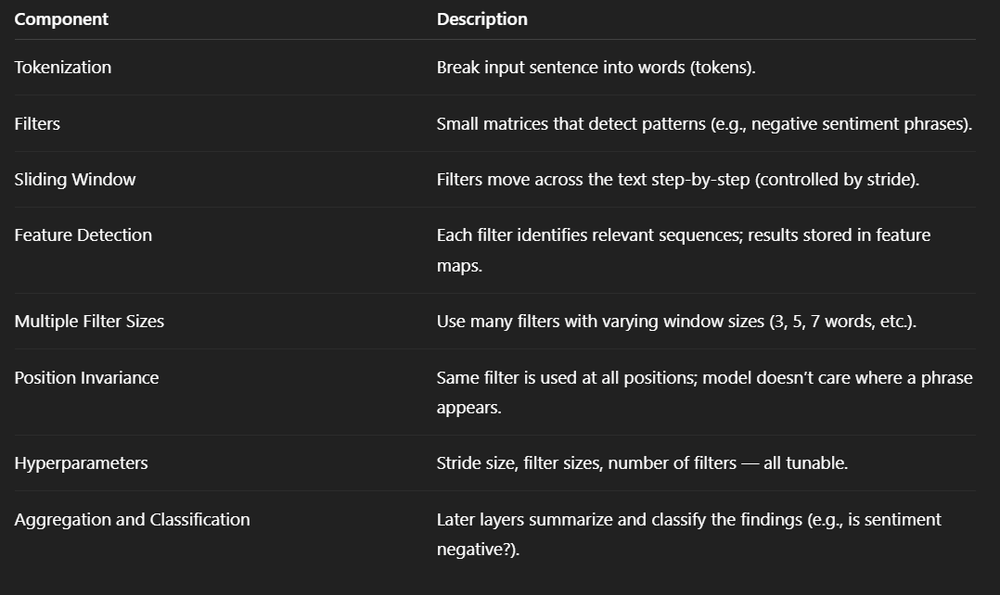 Component Description
Tokenization Break input sentence into words (tokens).
Filters Small matrices that detect patterns (e.g., negative sentiment phrases).
Sliding Window Filters move across the text step-by-step (controlled by stride).
Feature Detection Each filter identifies relevant sequences; results stored in feature
maps.
Multiple Filter Sizes Use many filters with varying window sizes (3, 5, 7 words, etc.).
Position Invariance Same filter is used at all positions; model doesn’t care where a phrase
appears.
Hyperparameters Stride size, filter sizes, number of filters — all tunable.
Aggregation and Classification Later layers summarize and classify the findings (e.g., is sentiment
negative?).